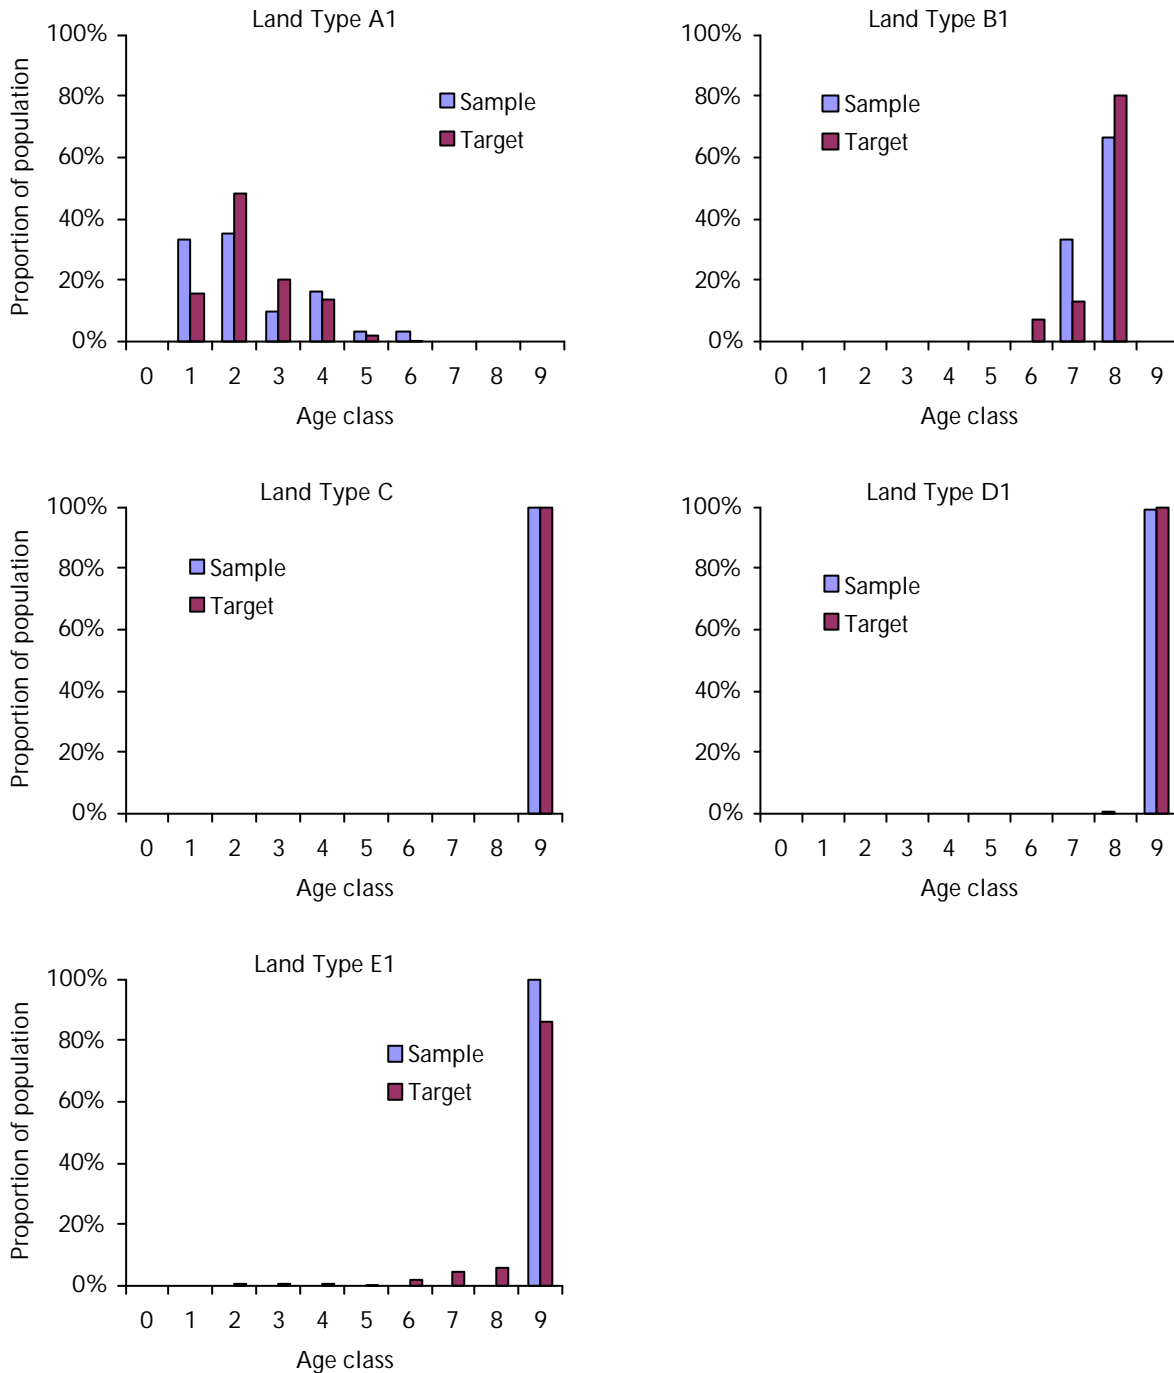 Land Type A1
Proportion of population
100%
80%
60%
40%
20%
0%
Sample
Target
0 1 2 3 4 5 6 7 8 9
Age class
Land Type B1
100%
80%
60%
40%
20%
0%
Sample
Target
0 1 2 3 4 5 6 7 8 9
Age class
Land Type C
Proportion of population
100%
80%
60%
40%
20%
0%
Sample
Target
0 1 2 3 4 5 6 7 8 9
Age class
Land Type D1
100%
80%
60%
40%
20%
0%
Sample
Target
0 1 2 3 4 5 6 7 8 9
Age class
Land Type E1
Proportion of population
100%
80%
60%
40%
20%
0%
Sample
Target
0 1 2 3 4 5 6 7 8 9
Age class